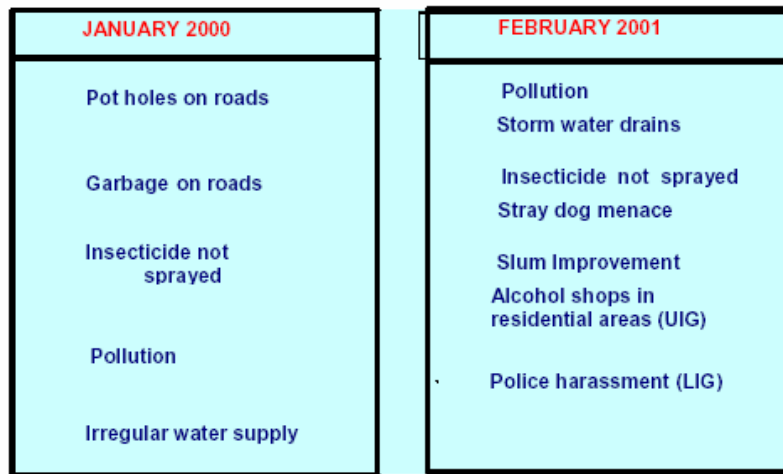 JANUARY 2000
Pot holes on roads
Garbage on roads
Insecticide not
sprayed
Pollution
Irregular water supply
FEBRUARY 2001
Pollution
Storm water drains
Insecticide not sprayed
Stray dog menace
Slum Improvement
Alcohol shops in
residential areas (UIG)
Police harassment (LIG)